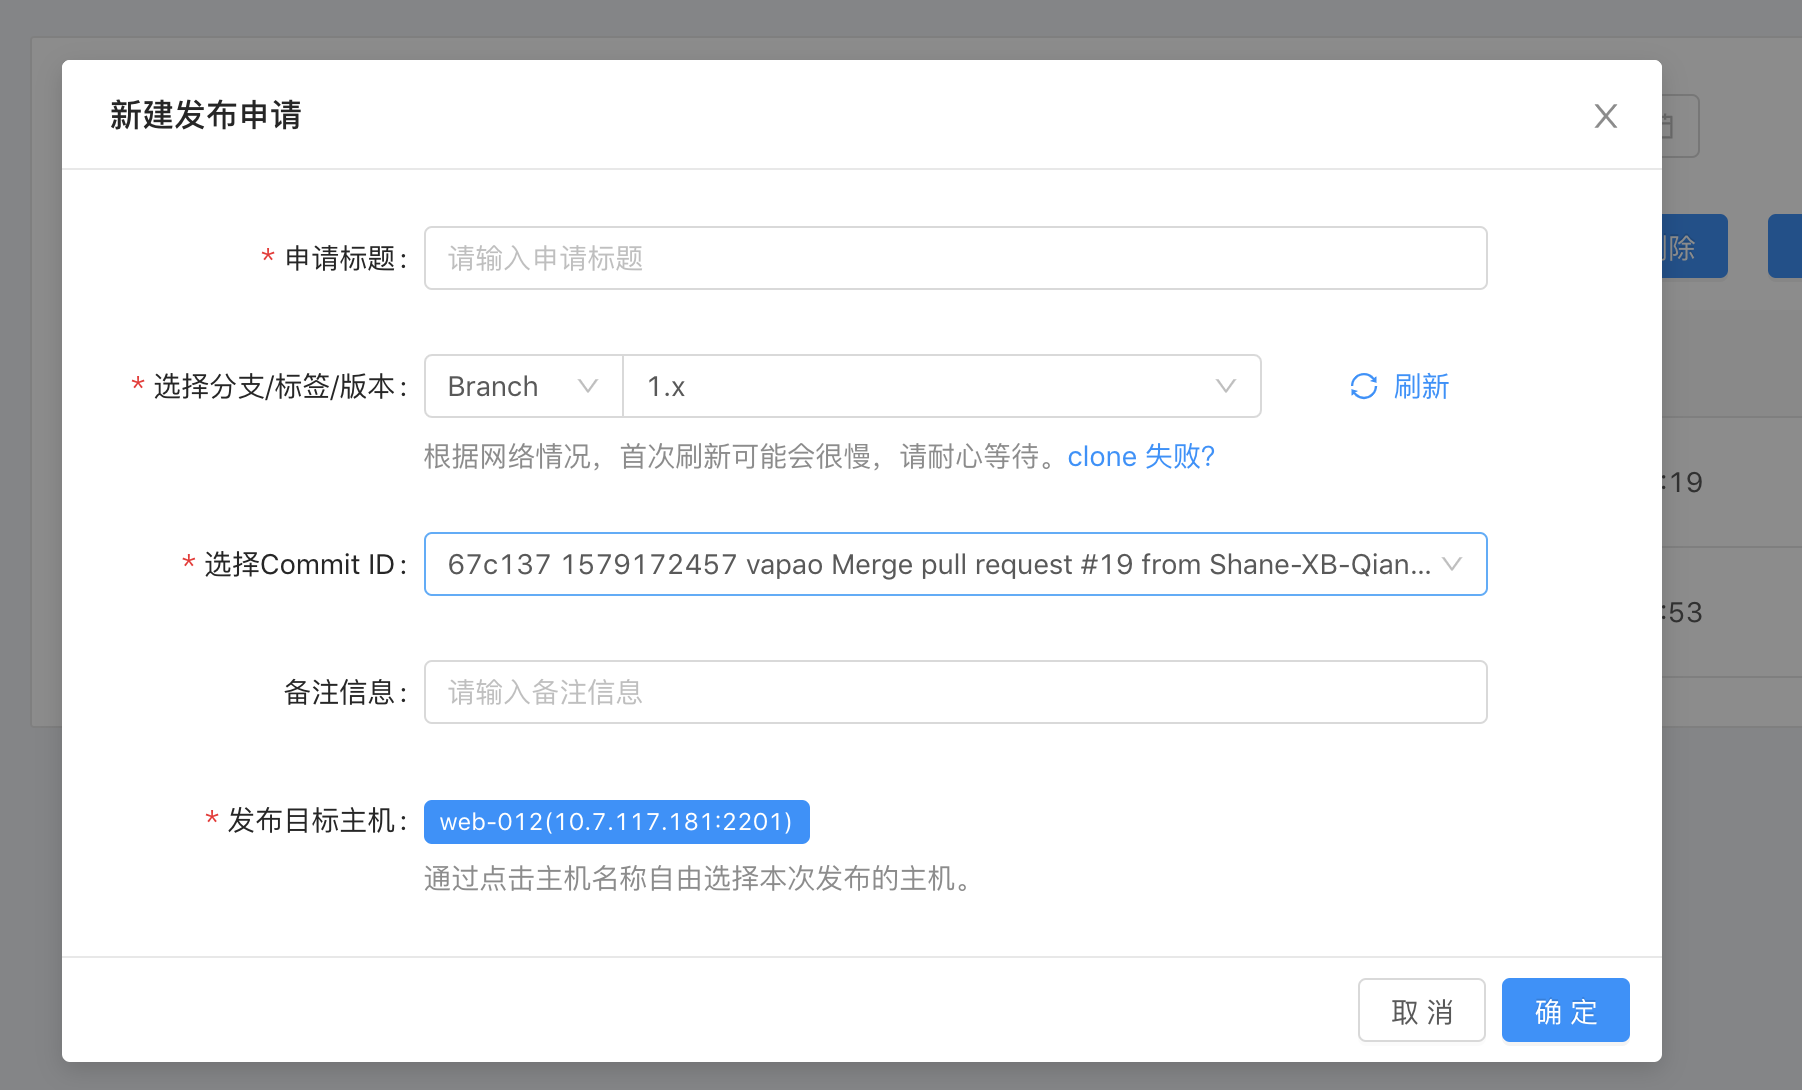 新建发布申请
* 申请标题: 请输入申请标题
* 选择分支/标签/版本: Branch 1.x 刷新
根据网络情况，首次刷新可能会很慢，请耐心等待。clone 失败?
* 选择Commit ID: 67c137 1579172457 vapao Merge pull request #19 from Shane-XB-Qian...
备注信息: 请输入备注信息
* 发布目标主机: web-012(10.7.117.181:2201)
通过点击主机名称自由选择本次发布的主机。
取 消 确 定
除
:19
:53